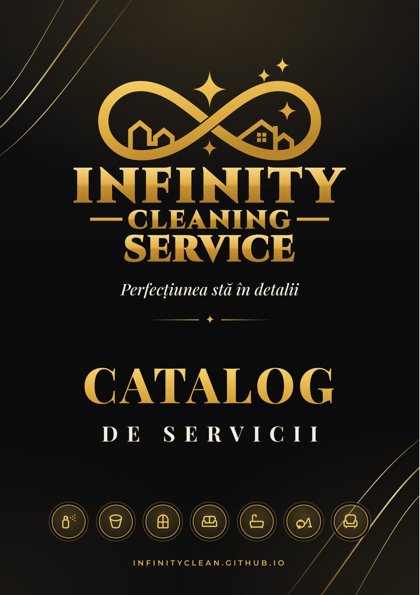 INFINITY
CLEANING
SERVICE
Perfecțiunea stă în detalii
CATALOG
DE SERVICII
INFINITYCLEAN.GITHUB.IO